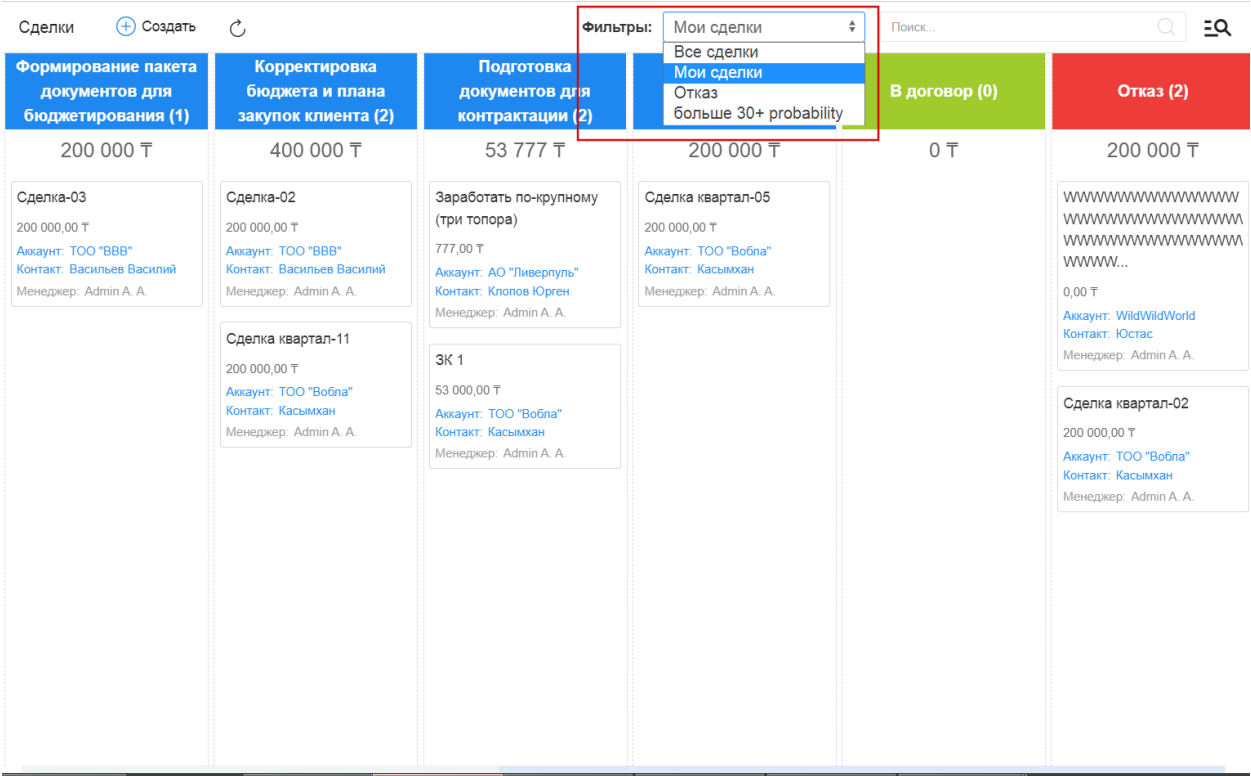 Сделки
Создать
Фильтры:
Мои сделки
Поиск...
Все сделки
Мои сделки
Отказ
больше 30+ probability
Формирование пакета
документов для
бюджетирования (1)
200 000 ₸
Сделка-03
200 000,00 ₸
Аккаунт: ТОО "ВВВ"
Контакт: Васильев Василий
Менеджер: Admin A. A.
Корректировка
бюджета и плана
закупок клиента (2)
400 000 ₸
Сделка-02
200 000,00 ₸
Аккаунт: ТОО "ВВВ"
Контакт: Васильев Василий
Менеджер: Admin A. A.
Сделка квартал-11
200 000,00 ₸
Аккаунт: ТОО "Вобла"
Контакт: Касымхан
Менеджер: Admin A. A.
Подготовка
документов для
контрактации (2)
53 777 ₸
Заработать по-крупному
(три топора)
777,00 ₸
Аккаунт: АО "Ливерпуль"
Контакт: Клопов Юрген
Менеджер: Admin A. A.
ЗК 1
53 000,00 ₸
Аккаунт: ТОО "Вобла"
Контакт: Касымхан
Менеджер: Admin A. A.
200 000 ₸
Сделка квартал-05
200 000,00 ₸
Аккаунт: ТОО "Вобла"
Контакт: Касымхан
Менеджер: Admin A. A.
В договор (0)
0 ₸
Отказ (2)
200 000 ₸
WWWWWWWWWWWWWWW
WWWWWWWWWWWWWWW
WWWWWWWWWWWWWWW
WWWW...
0,00 ₸
Аккаунт: WildWildWorld
Контакт: Юстас
Менеджер: Admin A. A.
Сделка квартал-02
200 000,00 ₸
Аккаунт: ТОО "Вобла"
Контакт: Касымхан
Менеджер: Admin A. A.